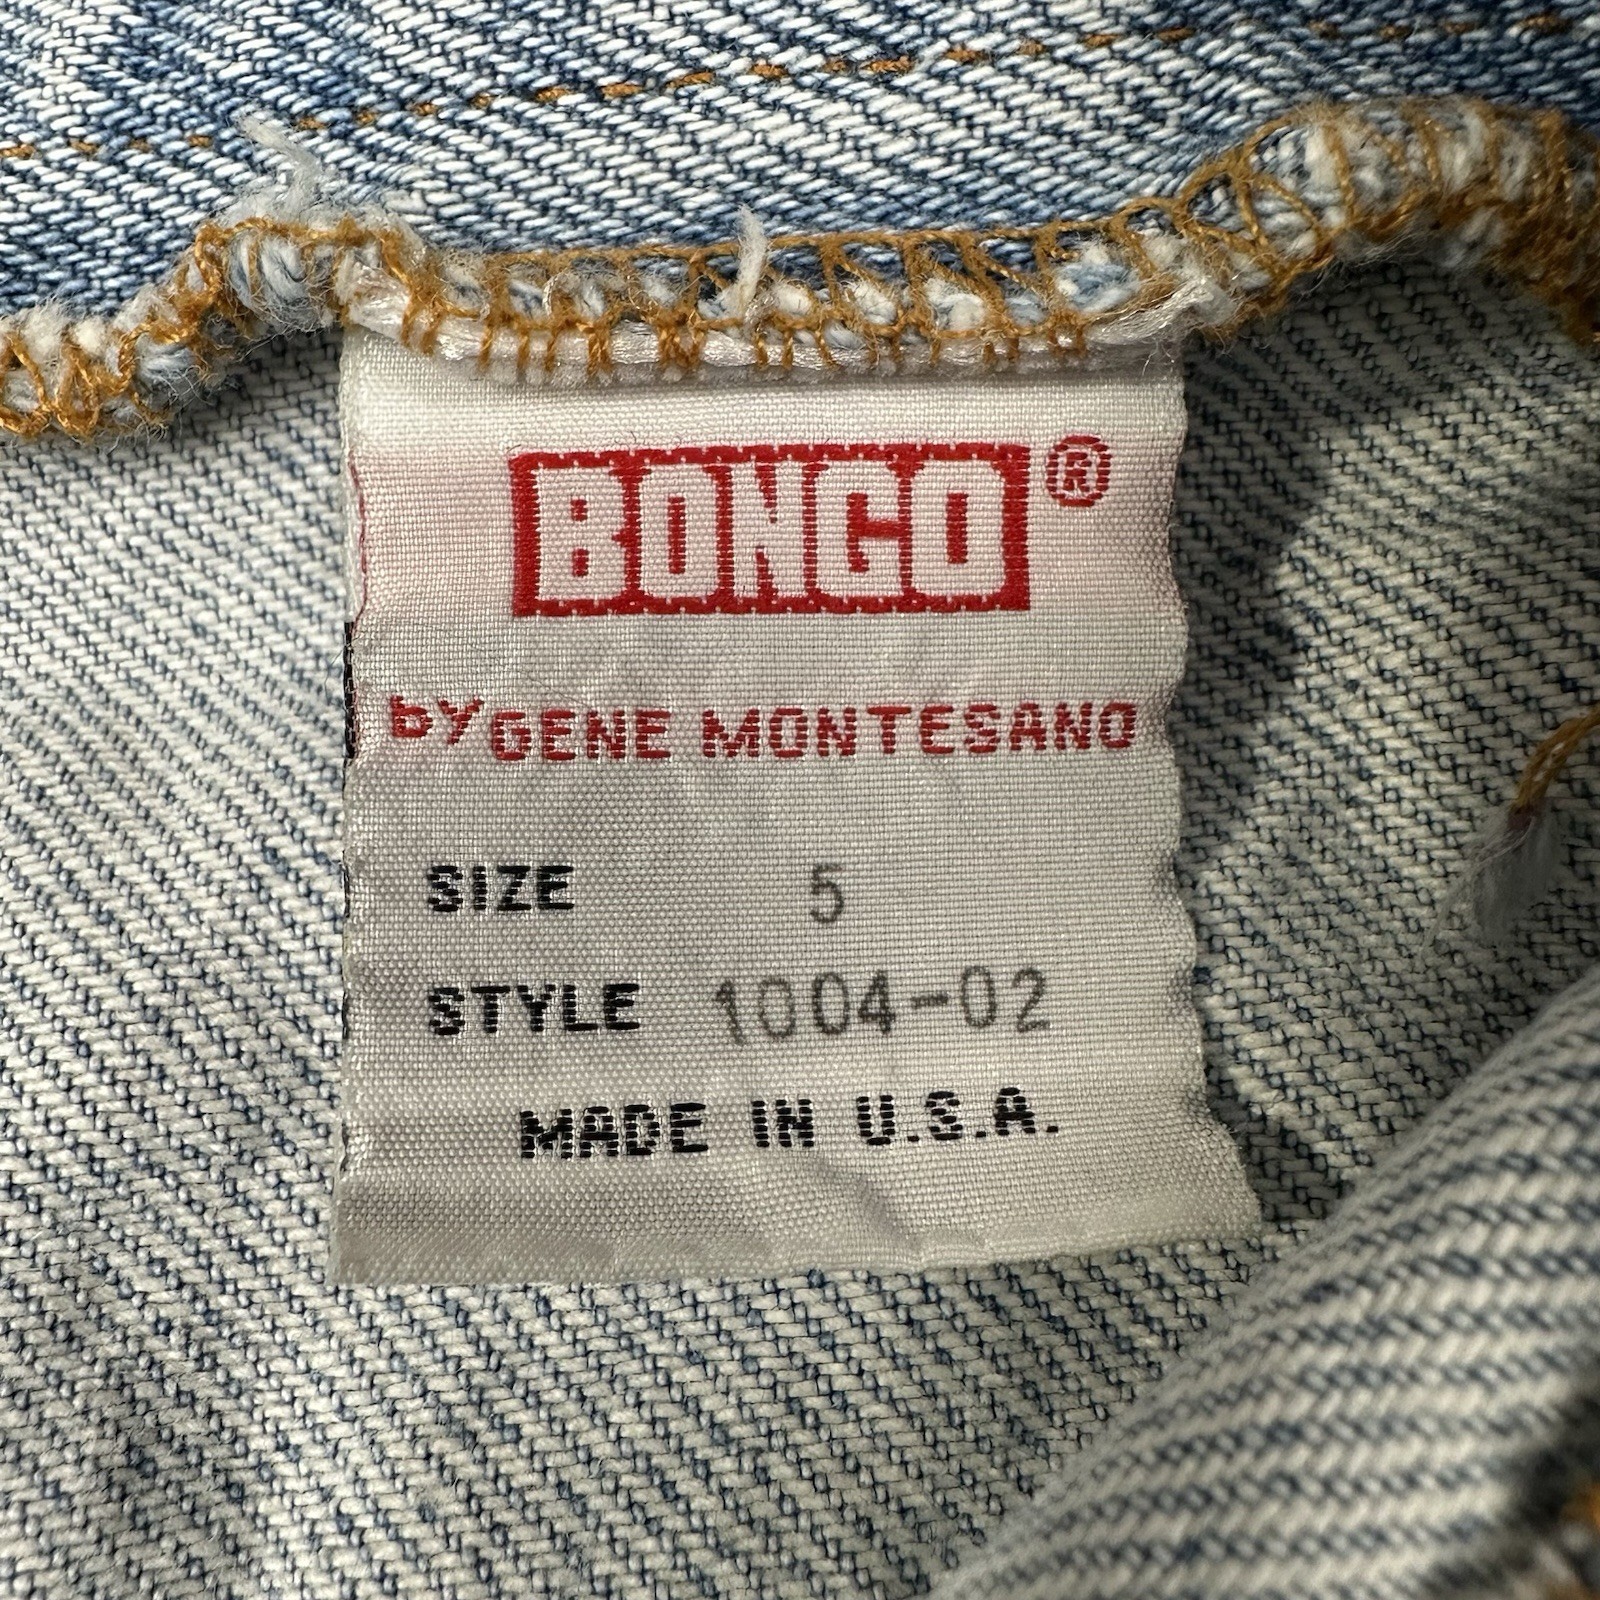 BONGO®
by GENE MONTESANO
SIZE 5
STYLE 1004-02
MADE IN U.S.A.